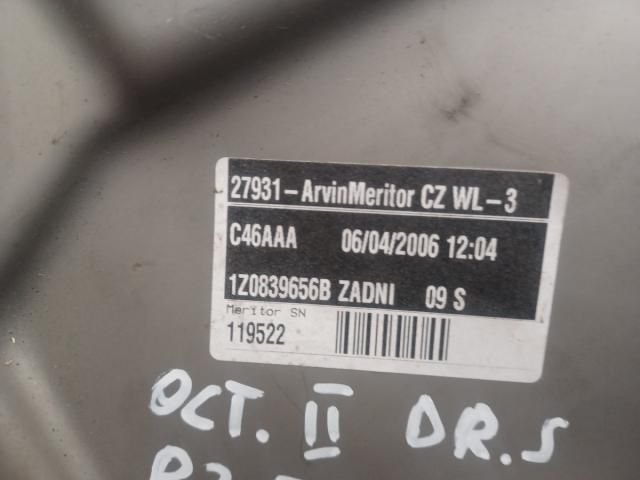 27931-ArvinMeritor CZ WL-3
C46AAA 06/04/2006 12:04
1Z0839656B ZADNI 09 S
Meritor SN
119522
OCT. II DR.S